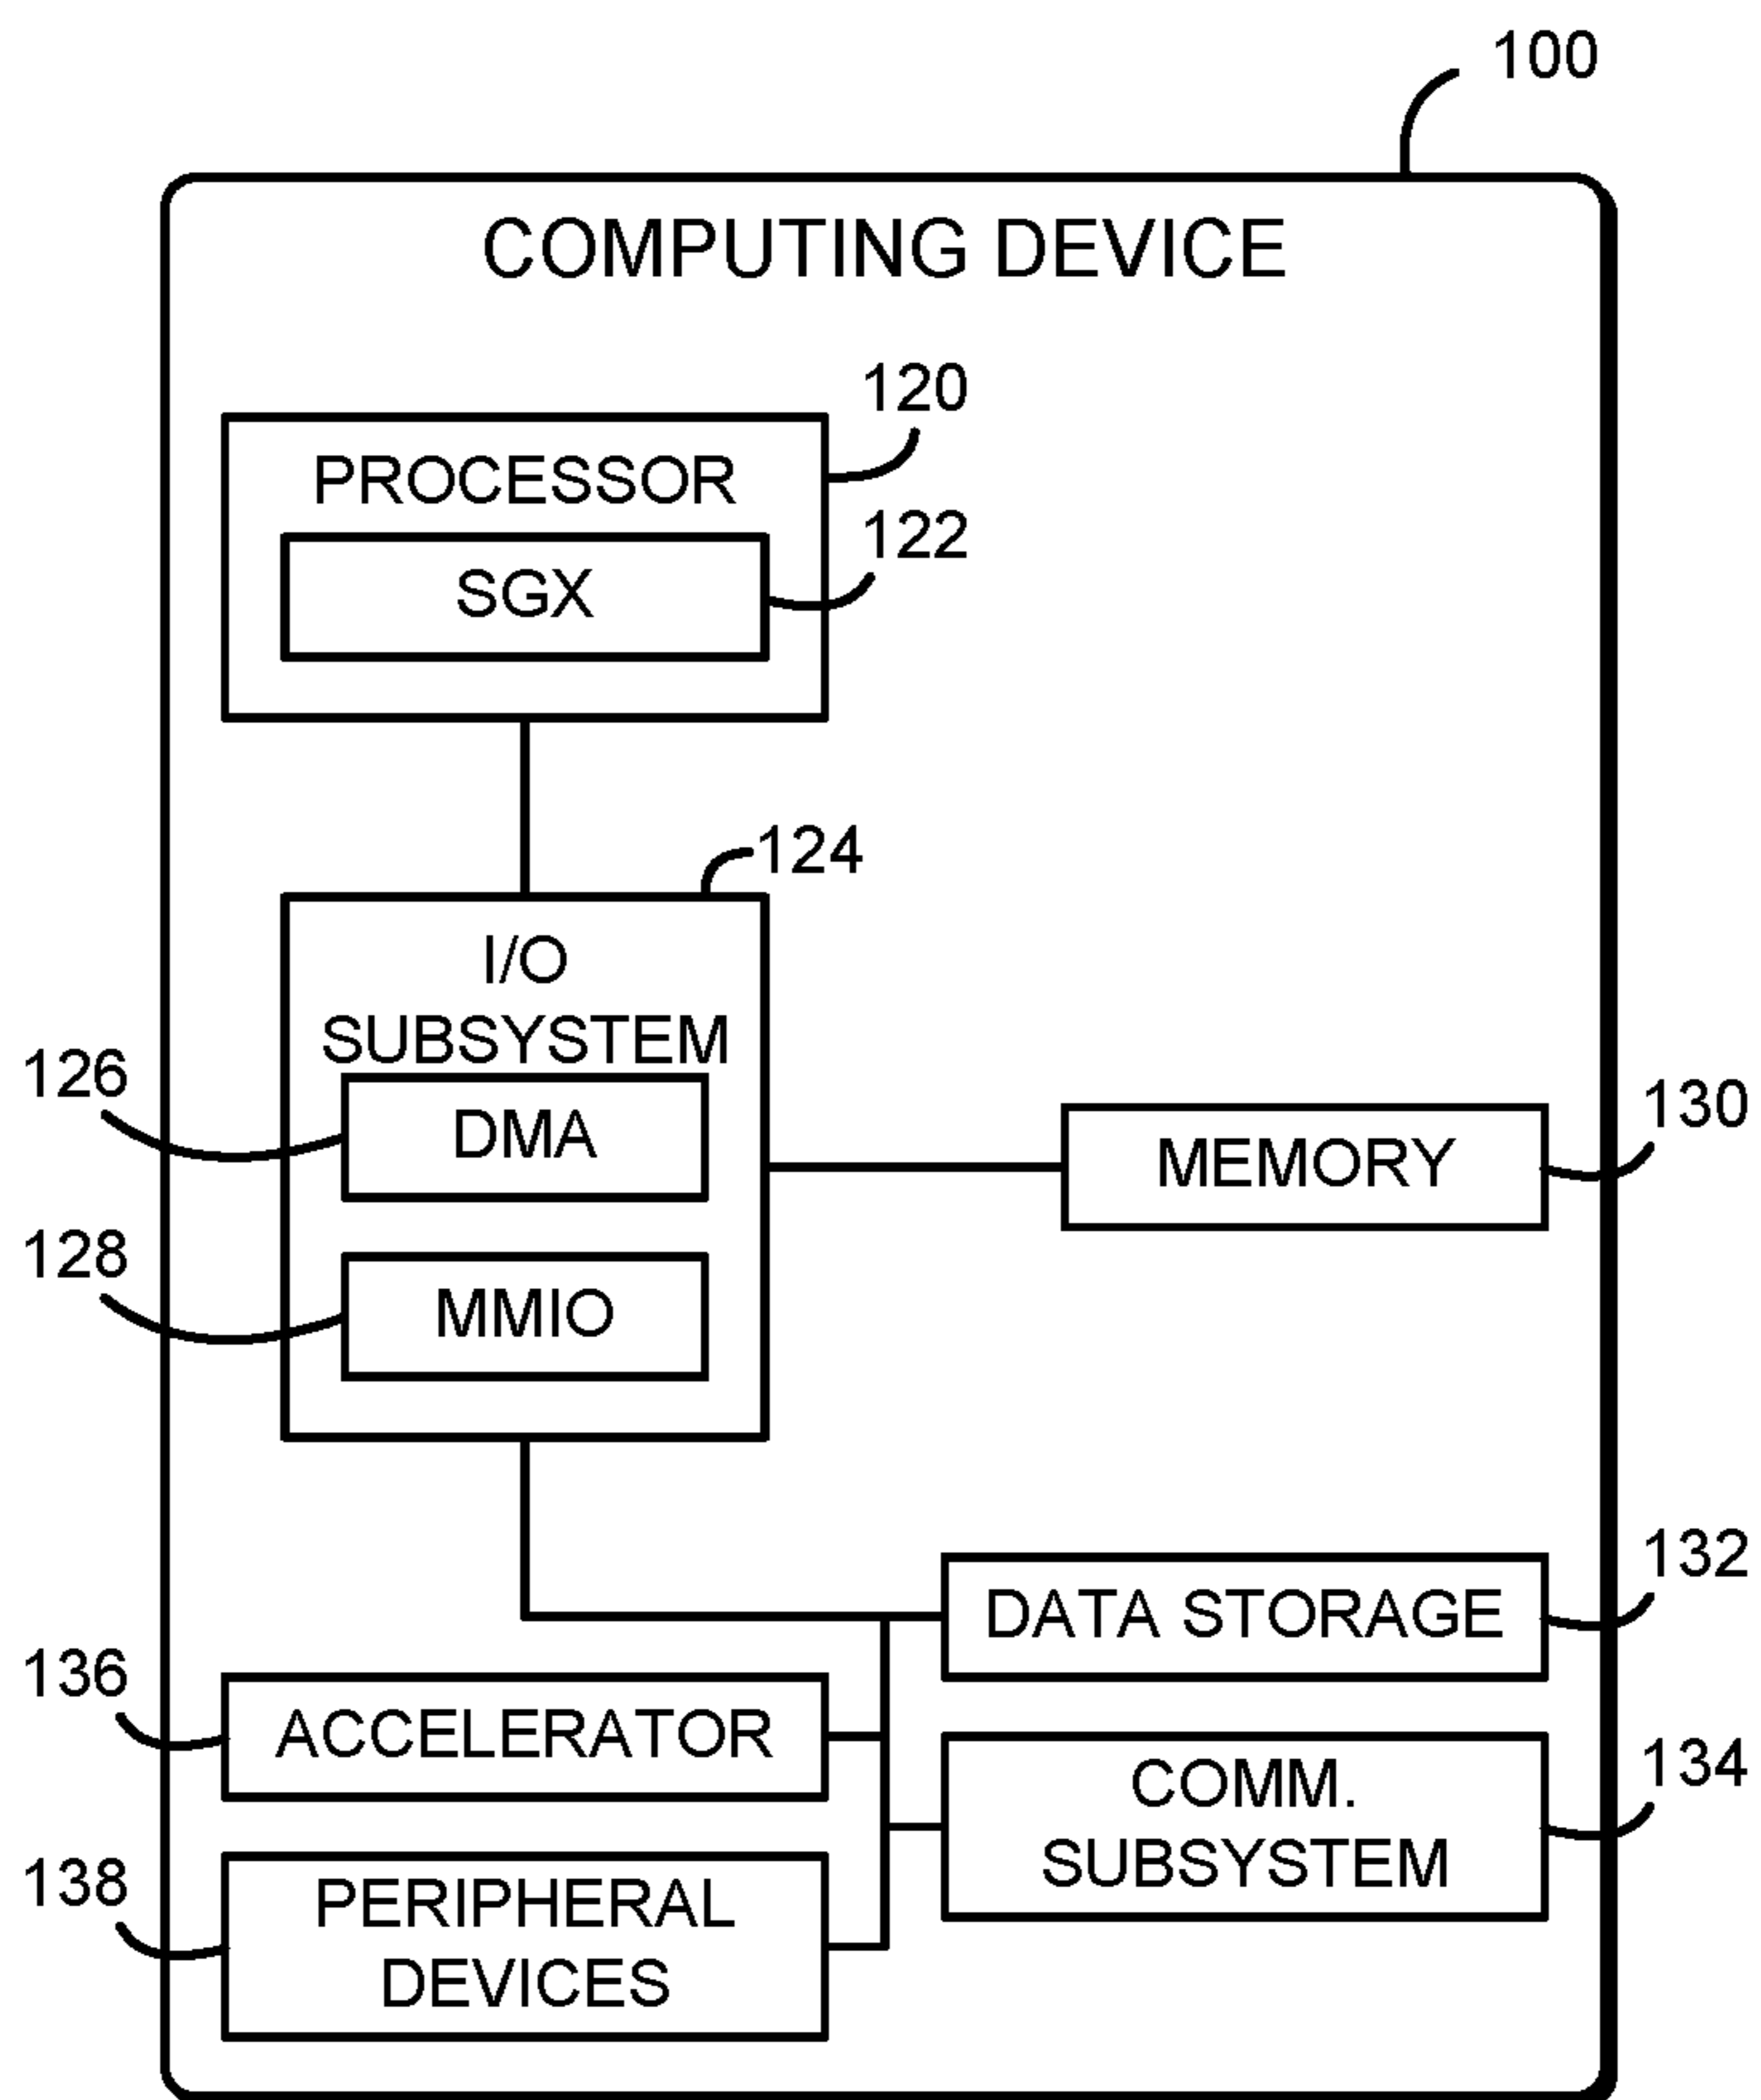 100
COMPUTING DEVICE
120
PROCESSOR
122
SGX
124
I/O
SUBSYSTEM
126
DMA
130
MEMORY
128
MMIO
132
DATA STORAGE
136
ACCELERATOR
134
COMM.
SUBSYSTEM
138
PERIPHERAL
DEVICES